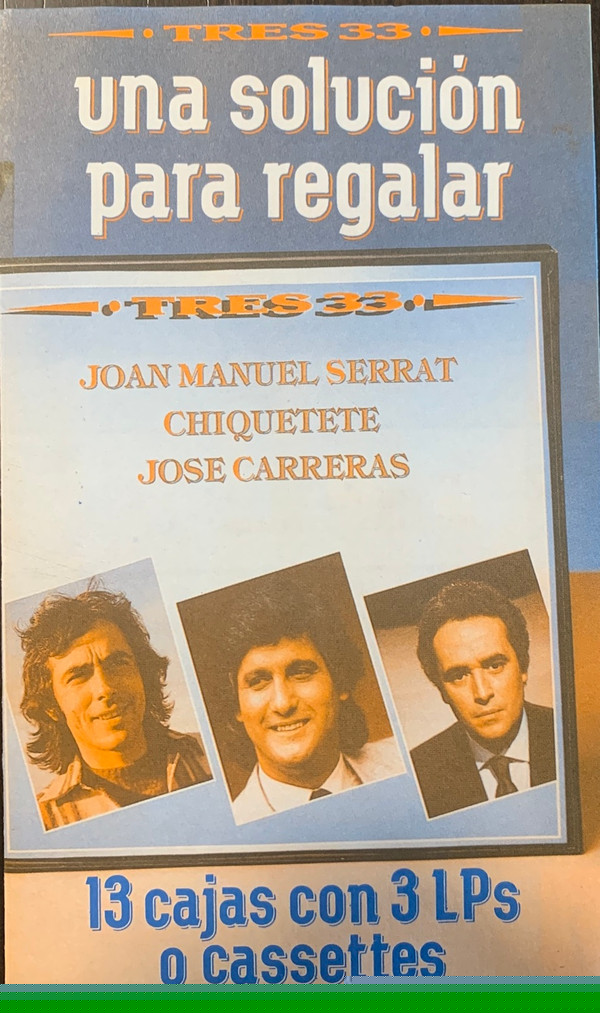 TRES 33
una solución
para regalar
TRES 33
JOAN MANUEL SERRAT
CHIQUETETE
JOSE CARRERAS
13 cajas con 3 LPs
o cassettes